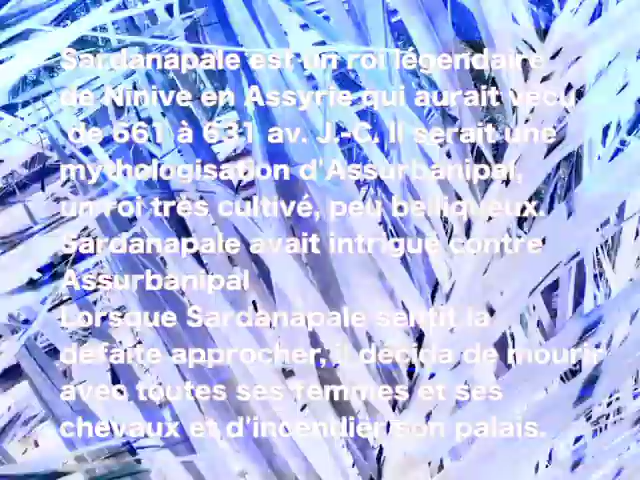 Sardanapale est un roi légendaire
de Ninive en Assyrie qui aurait vécu
de 661 à 631 av. J.-C. Il serait une
mythologisation d'Assurbanipal,
un roi très cultivé, peu belliqueux.
Sardanapale avait intrigué contre
Assurbanipal
Lorsque Sardanapale sentit la
défaite approcher, il décida de mourir
avec toutes ses femmes et ses
chevaux et d'incendier son palais.